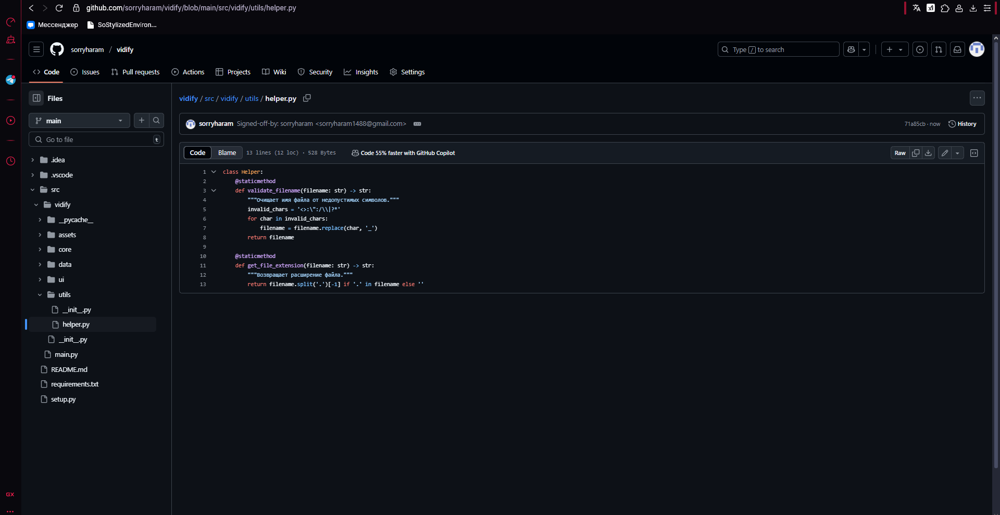 github.com/sorryharam/vidify/blob/main/src/vidify/utils/helper.py
Мессенджер
SoStylizedEnviron...
sorryharam / vidify
Type / to search
Code
Issues
Pull requests
Actions
Projects
Wiki
Security
Insights
Settings
Files
main
Go to file
t
.idea
.vscode
src
vidify
__pycache__
assets
core
data
ui
utils
__init__.py
helper.py
__init__.py
main.py
README.md
requirements.txt
setup.py
GX
vidify / src / vidify / utils / helper.py
sorryharam Signed-off-by: sorryharam <sorryharam1488@gmail.com>
71a85cb · now
History
Code
Blame
13 lines (12 loc) · 528 Bytes
Code 55% faster with GitHub Copilot
Raw
1 class Helper:
2     @staticmethod
3     def validate_filename(filename: str) -> str:
4         """Очищает имя файла от недопустимых символов."""
5         invalid_chars = '<>:\":/\\|?*'
6         for char in invalid_chars:
7             filename = filename.replace(char, '_')
8         return filename
9
10     @staticmethod
11     def get_file_extension(filename: str) -> str:
12         """Возвращает расширение файла."""
13         return filename.split('.')[-1] if '.' in filename else ''